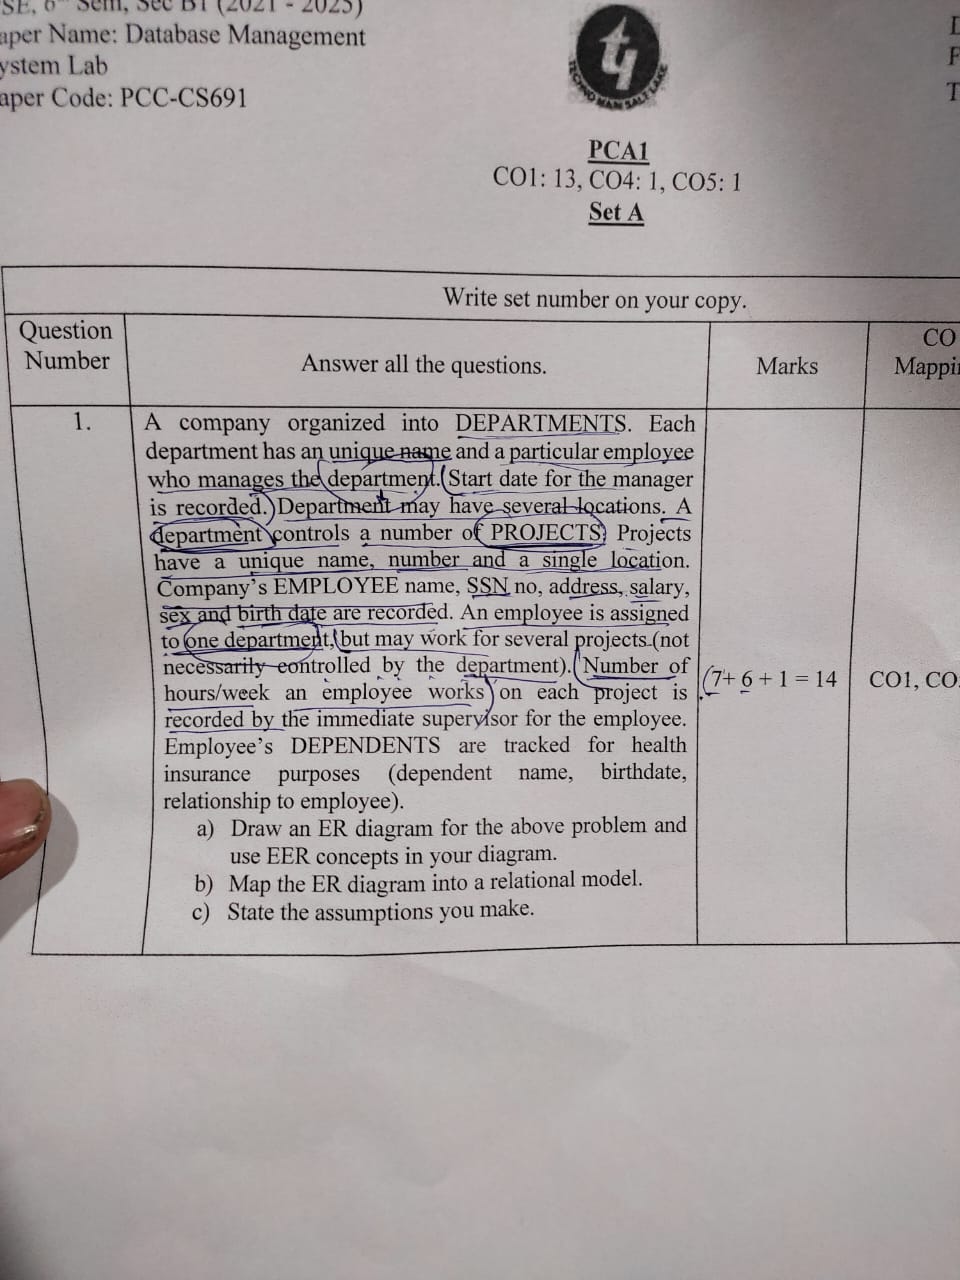 SE, 6th Sem, Sec B1 (2021 - 2025)
aper Name: Database Management
ystem Lab
aper Code: PCC-CS691
D
F
T
TECHNO MAIN SALT LAKE
PCA1
CO1: 13, CO4: 1, CO5: 1
Set A
Write set number on your copy.
Question
Number
Answer all the questions.
Marks
CO
Mappi
1.
A company organized into DEPARTMENTS. Each
department has an unique name and a particular employee
who manages the department. (Start date for the manager
is recorded.) Department may have several locations. A
department controls a number of PROJECTS. Projects
have a unique name, number and a single location.
Company's EMPLOYEE name, SSN no, address, salary,
sex and birth date are recorded. An employee is assigned
to one department, but may work for several projects (not
necessarily controlled by the department). Number of
hours/week an employee works on each project is
recorded by the immediate supervisor for the employee.
Employee's DEPENDENTS are tracked for health
insurance purposes (dependent name, birthdate,
relationship to employee).
a) Draw an ER diagram for the above problem and
use EER concepts in your diagram.
b) Map the ER diagram into a relational model.
c) State the assumptions you make.
(7+ 6 + 1 = 14
CO1, CO